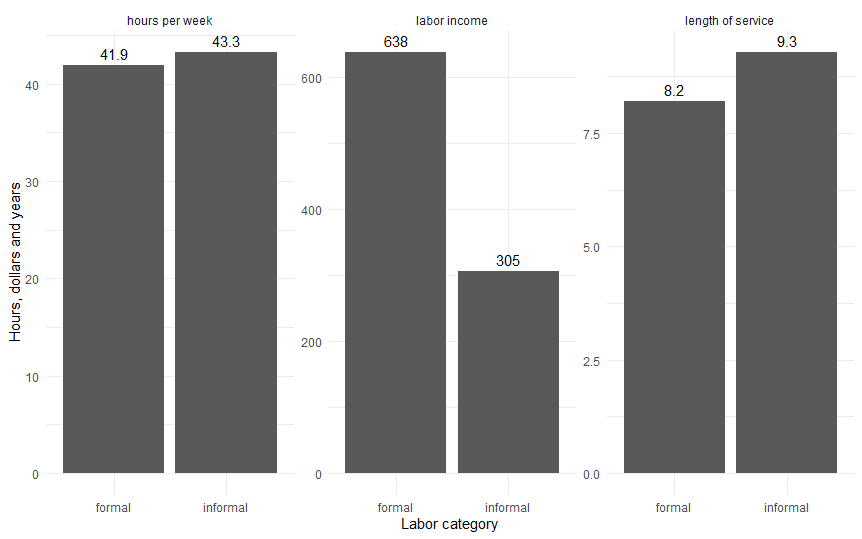 hours per week
labor income
length of service
Hours, dollars and years
40
30
20
10
0
41.9
43.3
formal
informal
600
400
200
0
638
305
formal
informal
7.5
5.0
2.5
0.0
8.2
9.3
formal
informal
Labor category